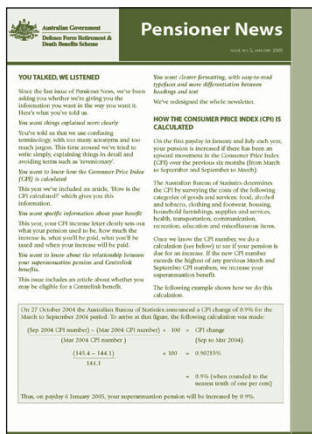 Australian Government
Defence Force Retirement &
Death Benefits Scheme
Pensioner News
ISSUE NO 5, JANUARY 2005
YOU TALKED, WE LISTENED
Since the last issue of Pensioner News, we've been
asking you whether we're giving you the
information you want in the way you want it.
Here's what you've told us.
You want things explained more clearly
You've told us that we use confusing
terminology, with too many acronyms and too
much jargon. This time around we've tried to
write simply, explaining things in detail and
avoiding terms such as 'reversionary'.
You want to know how the Consumer Price Index
(CPI) is calculated
This year we've included an article, 'How is the
CPI calculated?' which gives you this
information.
You want specific information about your benefit
This year, your CPI increase letter clearly sets out
what your pension used to be, how much the
increase is, what you'll be paid, what you'll be
taxed and when your increase will be paid.
You want to know about the relationship between
your superannuation pension and Centrelink
benefits.
This issue includes an article about whether you
may be eligible for a Centrelink benefit.
You want clearer formatting, with easy-to-read
typefaces and more differentiation between
headings and text
We've redesigned the whole newsletter.
HOW THE CONSUMER PRICE INDEX (CPI) IS
CALCULATED
On the first payday in January and July each year,
your pension is increased if there has been an
upward movement in the Consumer Price Index
(CPI) over the previous six months (from March
to September and September to March).
The Australian Bureau of Statistics determines
the CPI by surveying the costs of the following
categories of goods and services: food, alcohol
and tobacco, clothing and footwear, housing,
household furnishings, supplies and services,
health, transportation, communication,
recreation, education and miscellaneous items.
Once we know the CPI number, we do a
calculation (see below) to see if your pension is
due for an increase. If the new CPI number
exceeds the highest of any previous March and
September CPI numbers, we increase your
superannuation benefit.
The following example shows how we do this
calculation.
On 27 October 2004 the Australian Bureau of Statistics announced a CPI change of 0.9% for the
March to September 2004 period. To arrive at that figure, the following calculation was made:
(Sep 2004 CPI number) – (Mar 2004 CPI number) × 100 = CPI change
(Mar 2004 CPI number ) (Sep to Mar 2004)
(145.4 – 144.1) × 100 = 0.90215%
144.1
= 0.9% (when rounded to the
nearest tenth of one per cent)
Thus, on payday 6 January 2005, your superannuation pension will be increased by 0.9%.